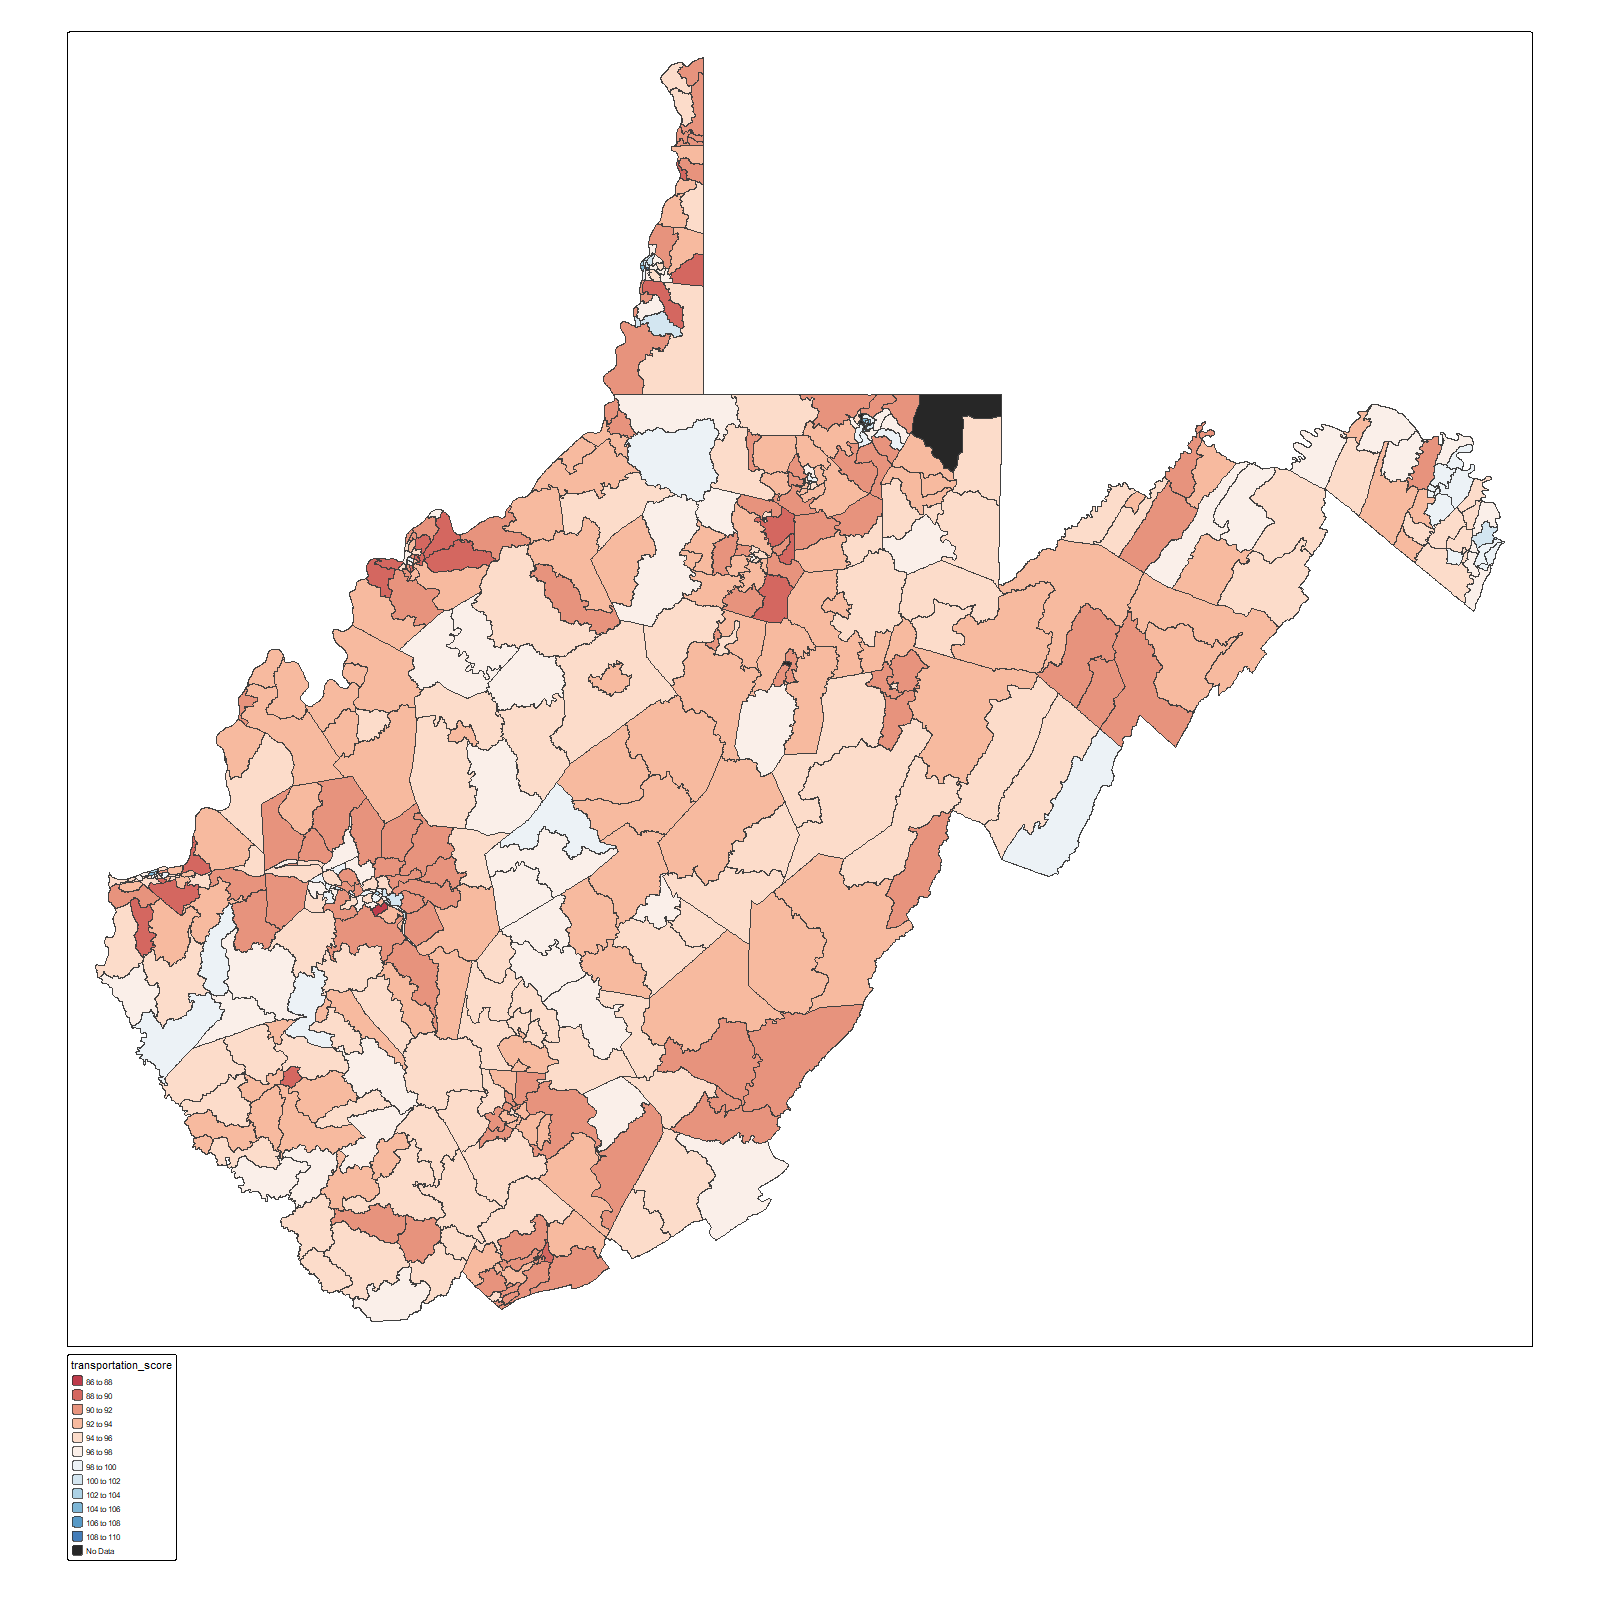 transportation_score
86 to 88
88 to 90
90 to 92
92 to 94
94 to 96
96 to 98
98 to 100
100 to 102
102 to 104
104 to 106
106 to 108
108 to 110
No Data